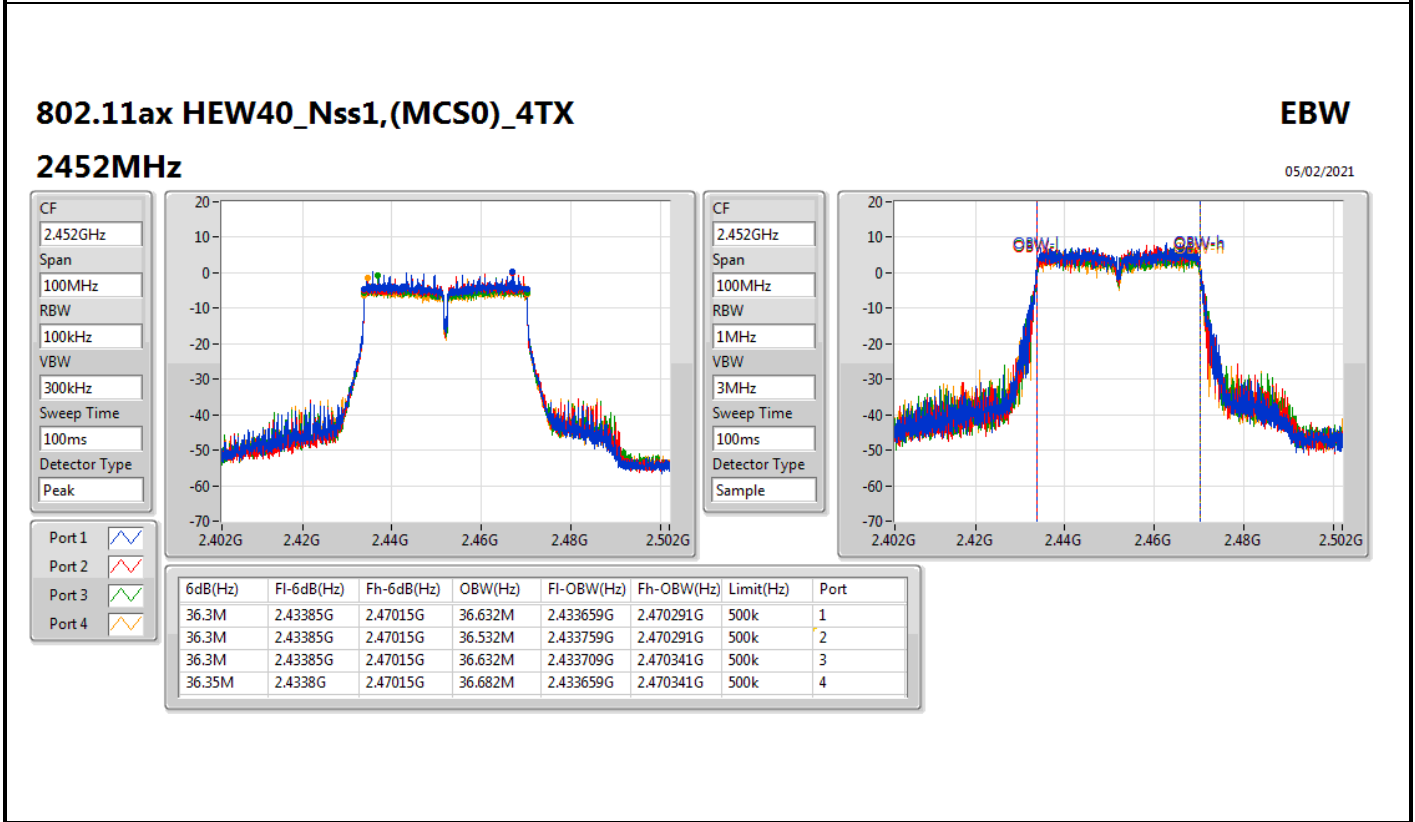 802.11ax HEW40_Nss1,(MCS0)_4TX EBW
2452MHz 05/02/2021
CF
2.452GHz
Span
100MHz
RBW
100kHz
VBW
300kHz
Sweep Time
100ms
Detector Type
Peak
20
10
0
-10
-20
-30
-40
-50
-60
-70
2.402G 2.42G 2.44G 2.46G 2.48G 2.502G
CF
2.452GHz
Span
100MHz
RBW
1MHz
VBW
3MHz
Sweep Time
100ms
Detector Type
Sample
20
10
0
-10
-20
-30
-40
-50
-60
-70
OBW-l OBW-h
2.402G 2.42G 2.44G 2.46G 2.48G 2.502G
Port 1
Port 2
Port 3
Port 4
6dB(Hz) Fl-6dB(Hz) Fh-6dB(Hz) OBW(Hz) Fl-OBW(Hz) Fh-OBW(Hz) Limit(Hz) Port
36.3M 2.43385G 2.47015G 36.632M 2.433659G 2.470291G 500k 1
36.3M 2.43385G 2.47015G 36.532M 2.433759G 2.470291G 500k 2
36.3M 2.43385G 2.47015G 36.632M 2.433709G 2.470341G 500k 3
36.35M 2.4338G 2.47015G 36.682M 2.433659G 2.470341G 500k 4